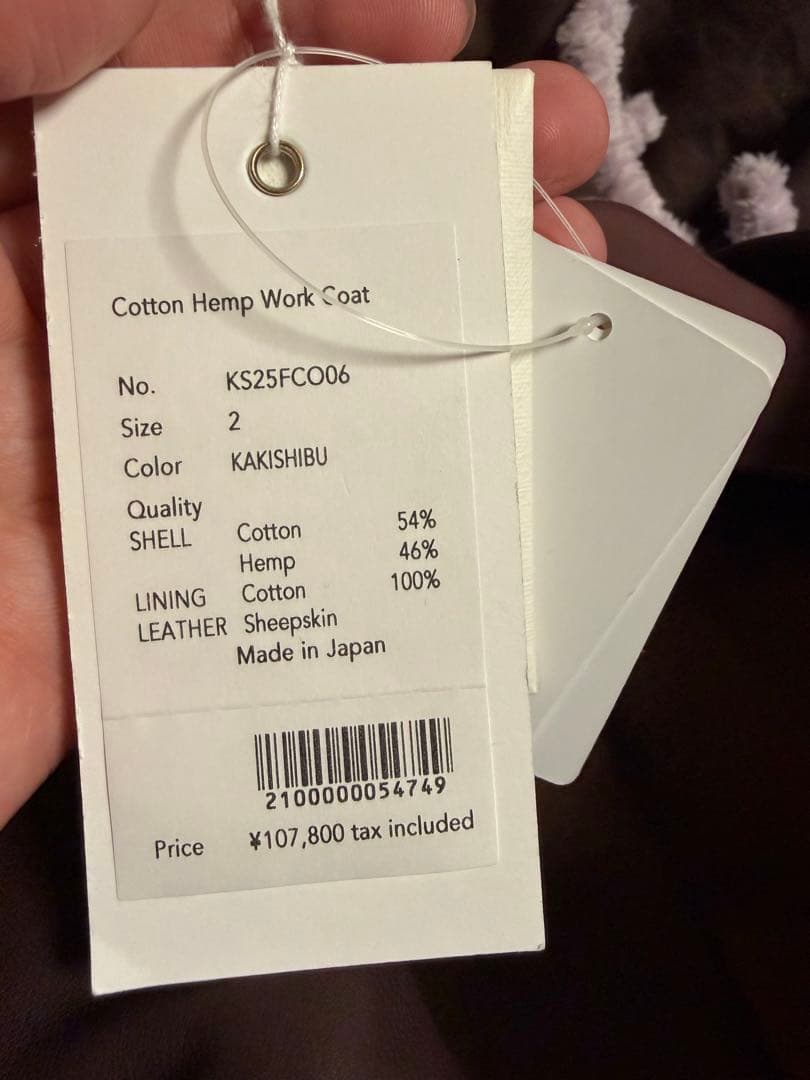 Cotton Hemp Work Coat
No. KS25FCO06
Size 2
Color KAKISHIBU
Quality
SHELL Cotton 54%
Hemp 46%
LINING Cotton 100%
LEATHER Sheepskin
Made in Japan
2100000054749
Price ¥107,800 tax included